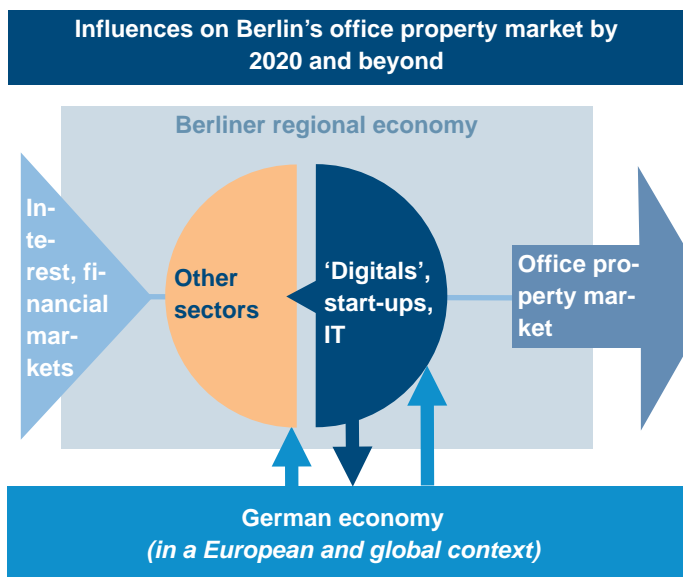 Influences on Berlin’s office property market by
2020 and beyond
Berliner regional economy
In-
te-
rest, fi-
nancial
mar-
kets
Other
sectors
‘Digitals’,
start-ups,
IT
Office pro-
perty mar-
ket
German economy
(in a European and global context)